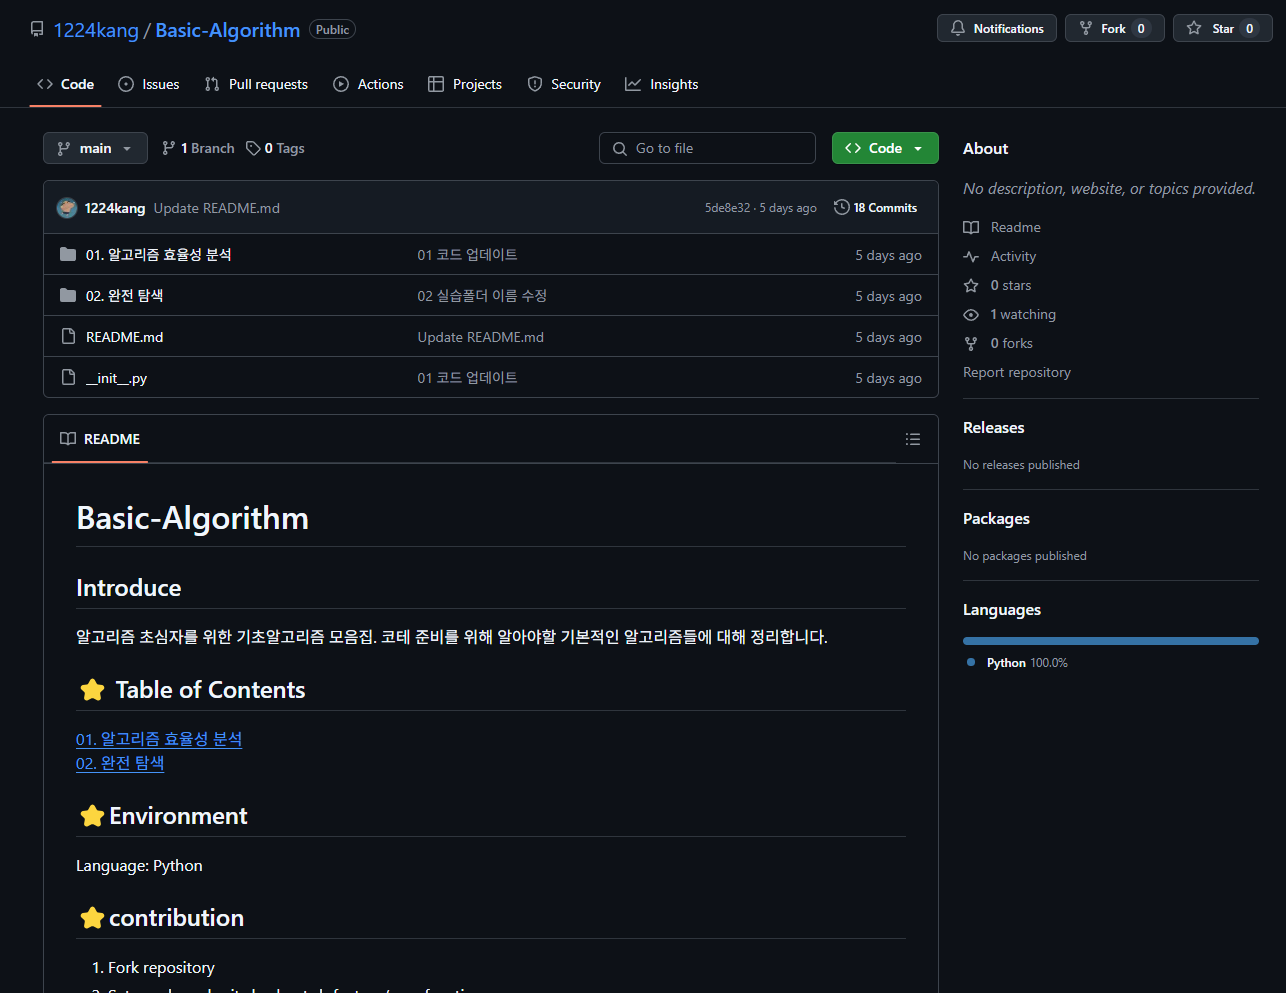 1224kang / Basic-Algorithm Public
Notifications Fork 0 Star 0
Code Issues Pull requests Actions Projects Security Insights
main 1 Branch 0 Tags Go to file Code
1224kang Update README.md 5de8e32 · 5 days ago 18 Commits
01. 알고리즘 효율성 분석 01 코드 업데이트 5 days ago
02. 완전 탐색 02 실습폴더 이름 수정 5 days ago
README.md Update README.md 5 days ago
__init__.py 01 코드 업데이트 5 days ago
README
Basic-Algorithm
Introduce
알고리즘 초심자를 위한 기초알고리즘 모음집. 코테 준비를 위해 알아야할 기본적인 알고리즘들에 대해 정리합니다.
Table of Contents
01. 알고리즘 효율성 분석
02. 완전 탐색
Environment
Language: Python
contribution
1. Fork repository
About
No description, website, or topics provided.
Readme
Activity
0 stars
1 watching
0 forks
Report repository
Releases
No releases published
Packages
No packages published
Languages
Python 100.0%